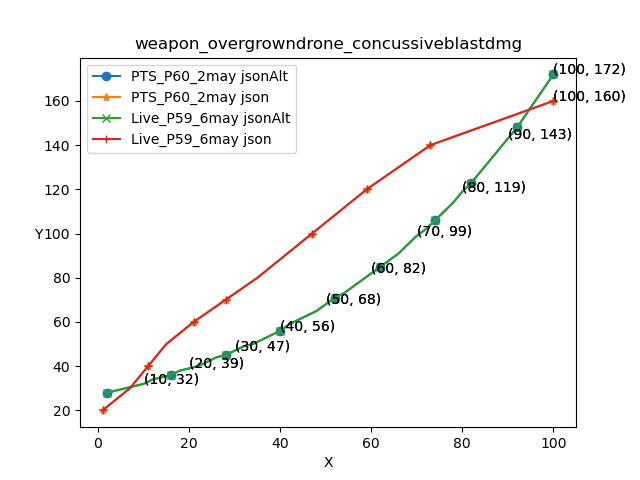 weapon_overgrowndrone_concussiveblastdmg
PTS_P60_2may jsonAlt
PTS_P60_2may json
Live_P59_6may jsonAlt
Live_P59_6may json
(100, 172)
(100, 160)
(90, 143)
(80, 119)
(70, 99)
(60, 82)
(50, 68)
(40, 56)
(30, 47)
(20, 39)
(10, 32)
160
140
120
Y100
80
60
40
20
0 20 40 60 80 100
X